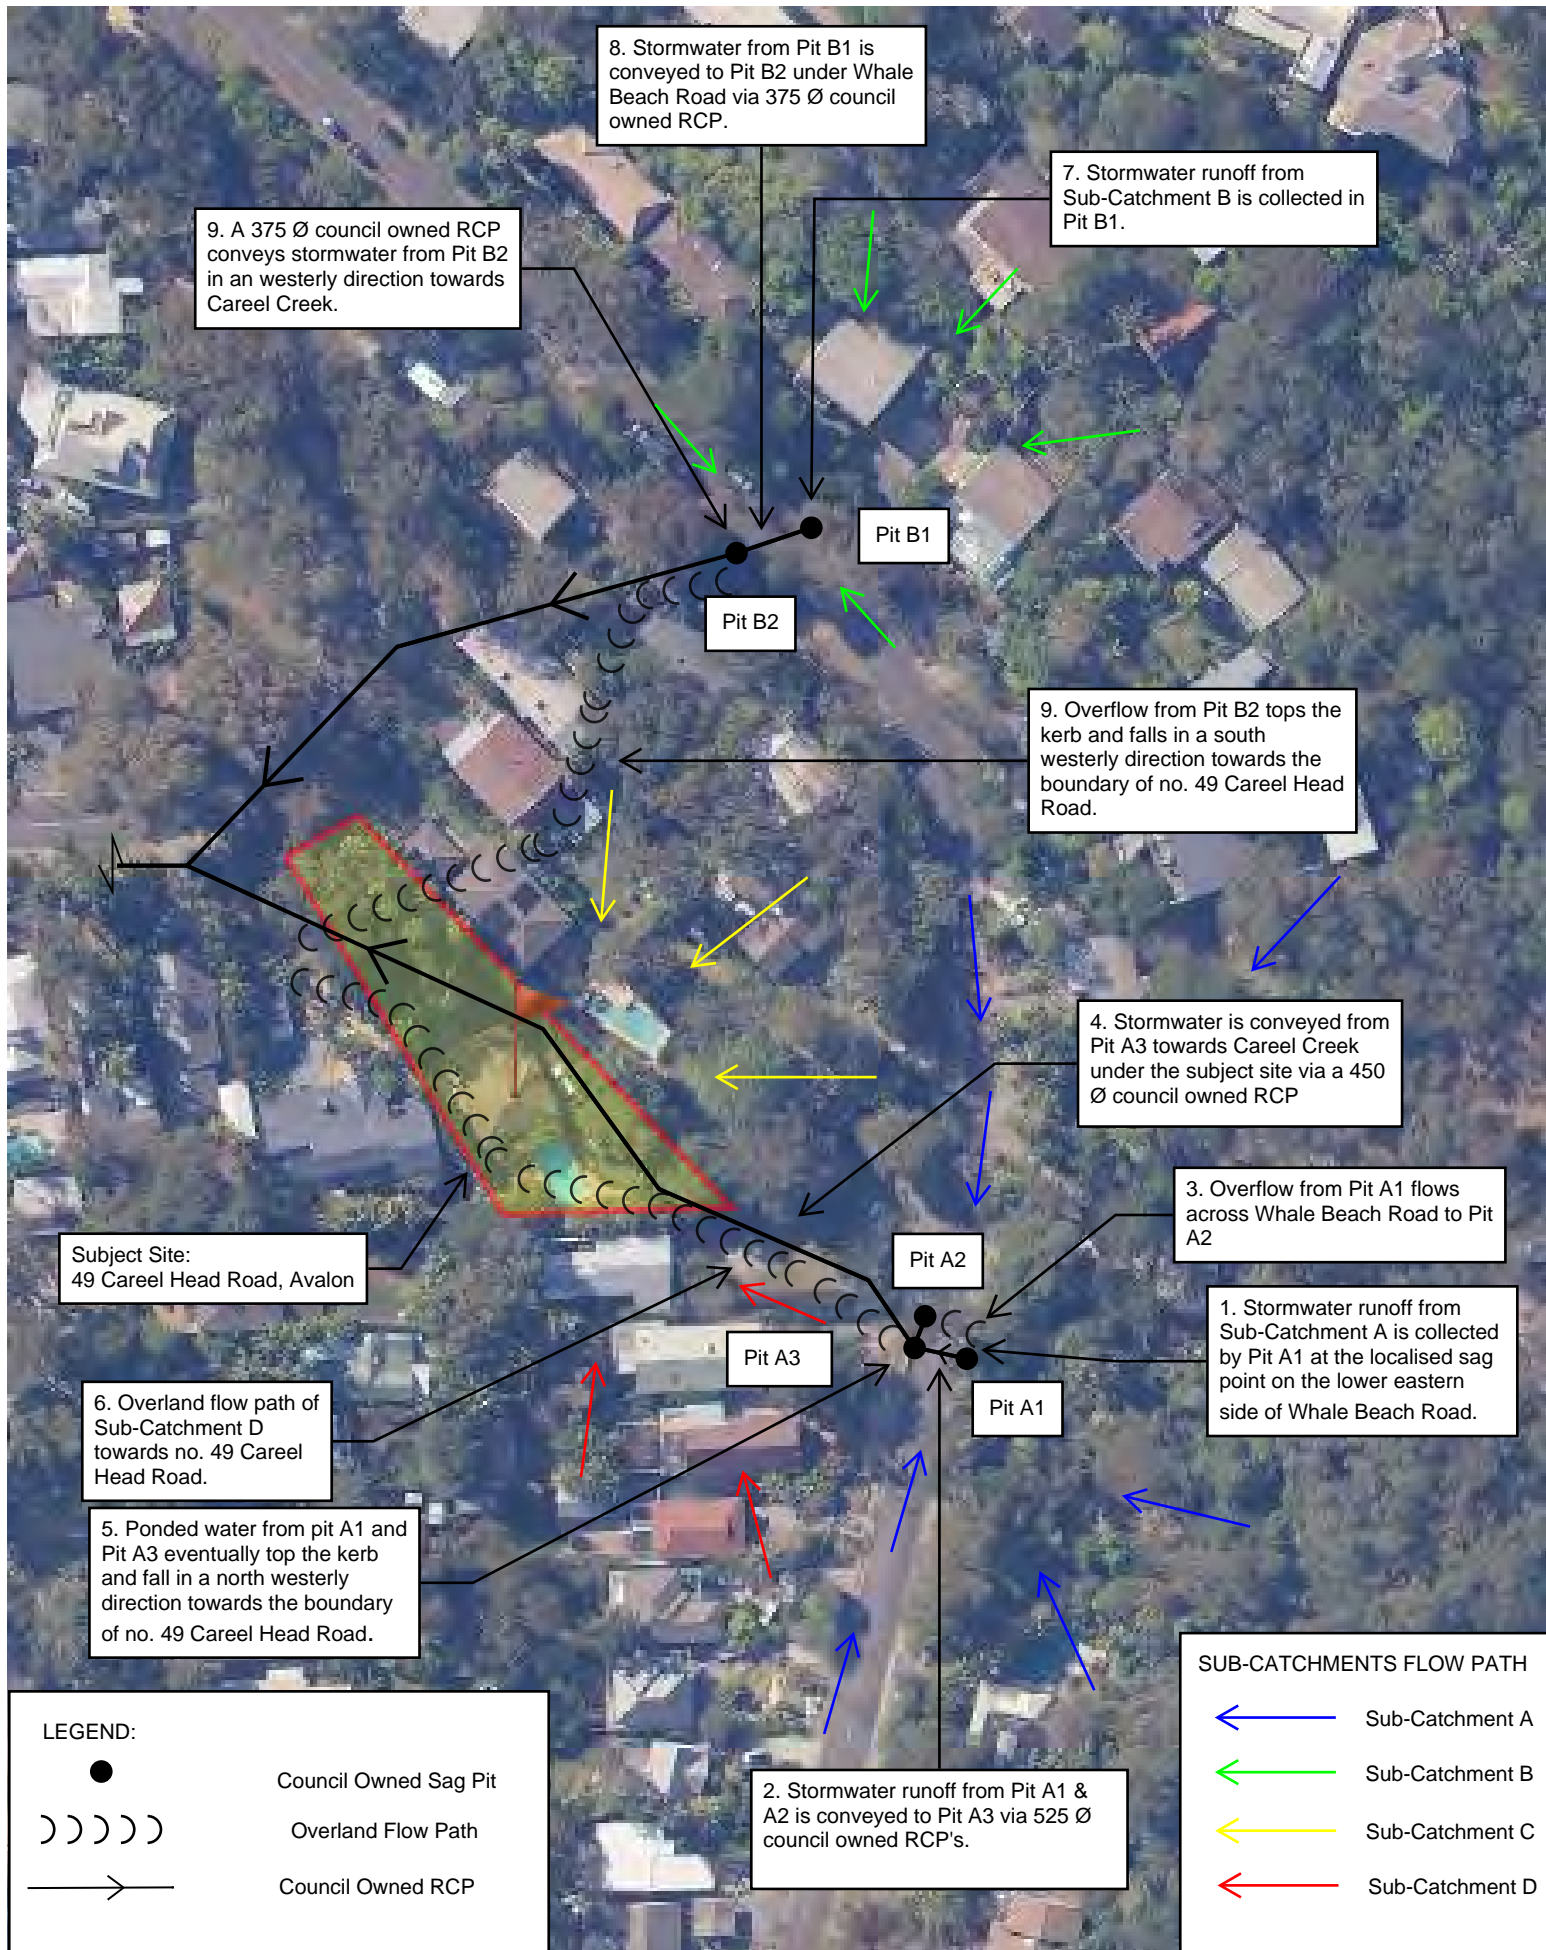 8. Stormwater from Pit B1 is
conveyed to Pit B2 under Whale
Beach Road via 375 Ø council
owned RCP.
7. Stormwater runoff from
Sub-Catchment B is collected in
Pit B1.
9. A 375 Ø council owned RCP
conveys stormwater from Pit B2
in an westerly direction towards
Careel Creek.
Pit B1
Pit B2
9. Overflow from Pit B2 tops the
kerb and falls in a south
westerly direction towards the
boundary of no. 49 Careel Head
Road.
4. Stormwater is conveyed from
Pit A3 towards Careel Creek
under the subject site via a 450
Ø council owned RCP
3. Overflow from Pit A1 flows
across Whale Beach Road to Pit
A2
Subject Site:
49 Careel Head Road, Avalon
Pit A2
1. Stormwater runoff from
Sub-Catchment A is collected
by Pit A1 at the localised sag
point on the lower eastern
side of Whale Beach Road.
Pit A3
Pit A1
6. Overland flow path of
Sub-Catchment D
towards no. 49 Careel
Head Road.
5. Ponded water from pit A1 and
Pit A3 eventually top the kerb
and fall in a north westerly
direction towards the boundary
of no. 49 Careel Head Road.
2. Stormwater runoff from Pit A1 &
A2 is conveyed to Pit A3 via 525 Ø
council owned RCP's.
LEGEND:
Council Owned Sag Pit
Overland Flow Path
Council Owned RCP
SUB-CATCHMENTS FLOW PATH
Sub-Catchment A
Sub-Catchment B
Sub-Catchment C
Sub-Catchment D